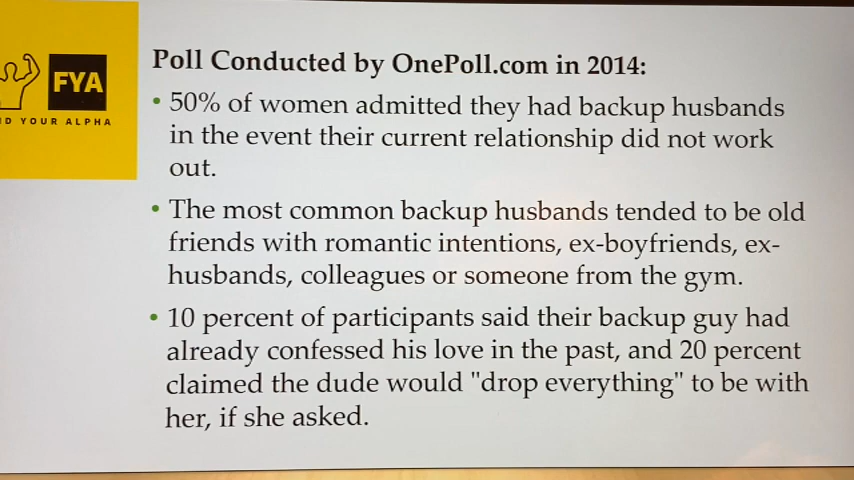 FYA
D YOUR ALPHA
Poll Conducted by OnePoll.com in 2014:
• 50% of women admitted they had backup husbands
in the event their current relationship did not work
out.
• The most common backup husbands tended to be old
friends with romantic intentions, ex-boyfriends, ex-
husbands, colleagues or someone from the gym.
• 10 percent of participants said their backup guy had
already confessed his love in the past, and 20 percent
claimed the dude would "drop everything" to be with
her, if she asked.